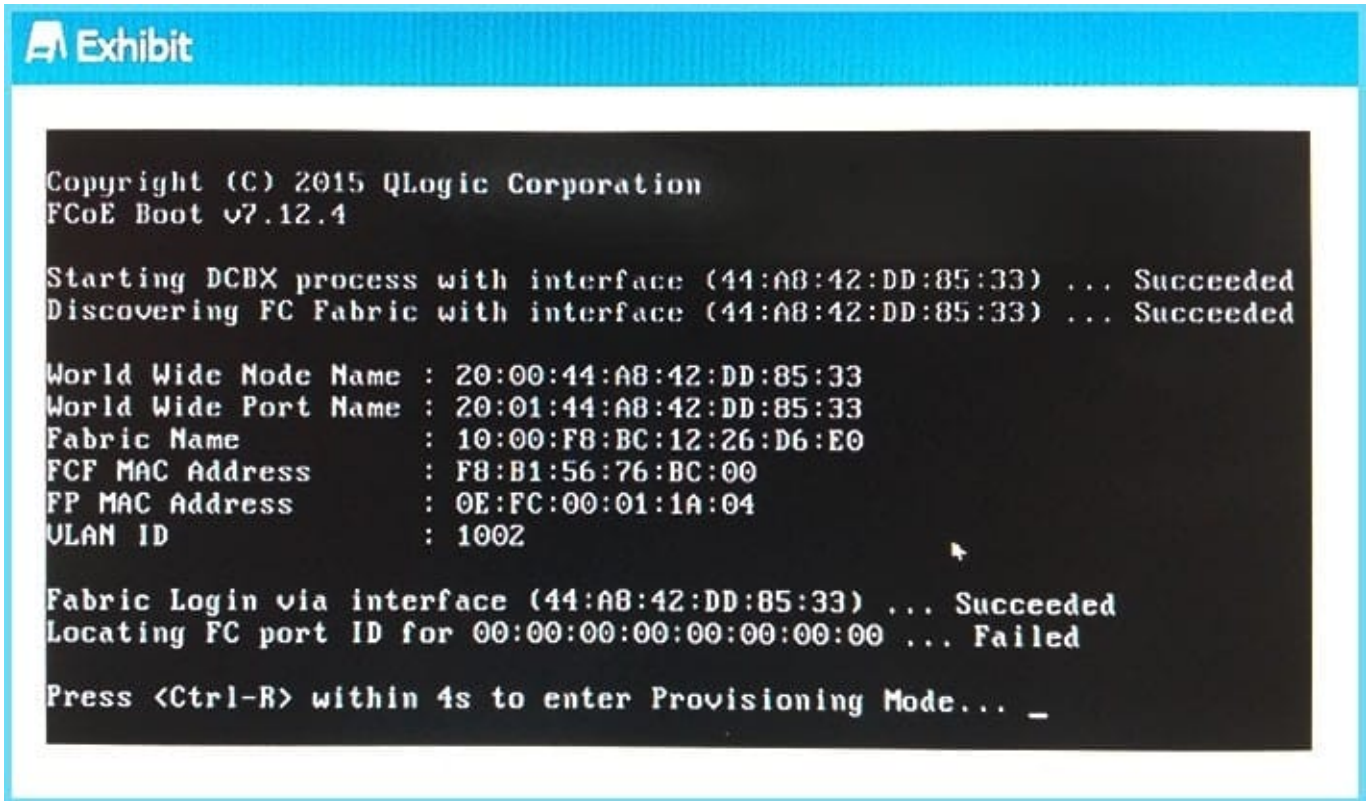 Exhibit
Copyright (C) 2015 QLogic Corporation
FCoE Boot v7.12.4
Starting DCBX process with interface (44:A8:42:DD:85:33) ... Succeeded
Discovering FC Fabric with interface (44:A8:42:DD:85:33) ... Succeeded
World Wide Node Name : 20:00:44:A8:42:DD:85:33
World Wide Port Name : 20:01:44:A8:42:DD:85:33
Fabric Name : 10:00:F8:BC:12:26:D6:E0
FCF MAC Address : F8:B1:56:76:BC:00
FP MAC Address : 0E:FC:00:01:1A:04
VLAN ID : 1002
Fabric Login via interface (44:A8:42:DD:85:33) ... Succeeded
Locating FC port ID for 00:00:00:00:00:00:00:00 ... Failed
Press <Ctrl-R> within 4s to enter Provisioning Mode... _